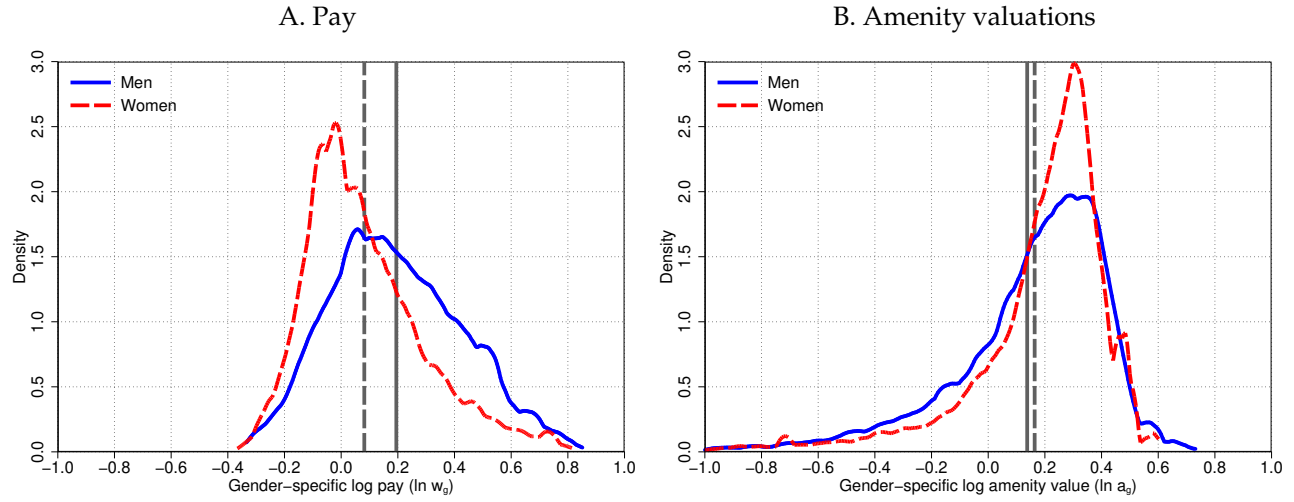 A. Pay
Men
Women
Density
0.0 0.5 1.0 1.5 2.0 2.5 3.0
−1.0 −0.8 −0.6 −0.4 −0.2 0.0 0.2 0.4 0.6 0.8 1.0
Gender−specific log pay (ln wg)
B. Amenity valuations
Men
Women
Density
0.0 0.5 1.0 1.5 2.0 2.5 3.0
−1.0 −0.8 −0.6 −0.4 −0.2 0.0 0.2 0.4 0.6 0.8 1.0
Gender−specific log amenity value (ln ag)